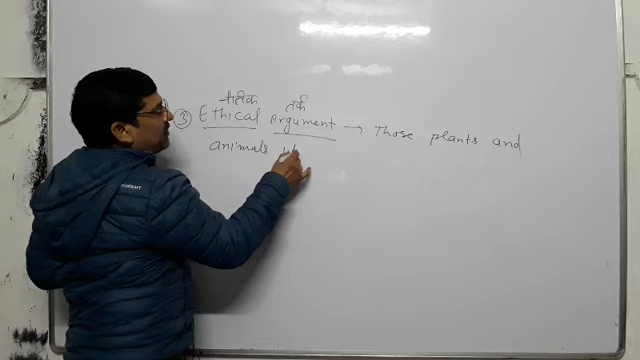 नैतिक तर्क
③ Ethical Argument → Those plants and
animals